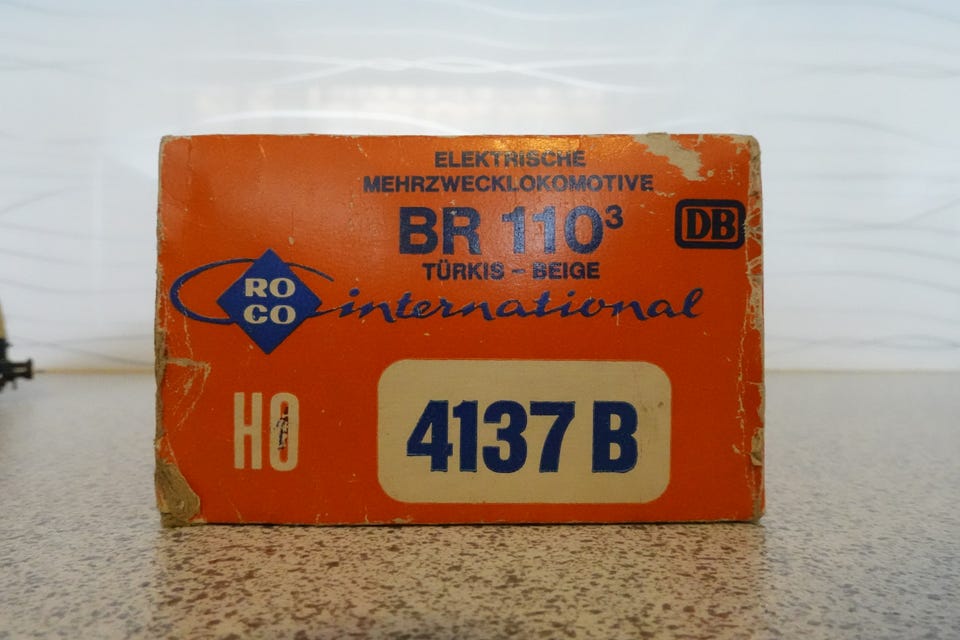 ELEKTRISCHE
MEHRZWECKLOKOMOTIVE
BR 110³
DB
TÜRKIS – BEIGE
RO
CO
international
HO
4137 B